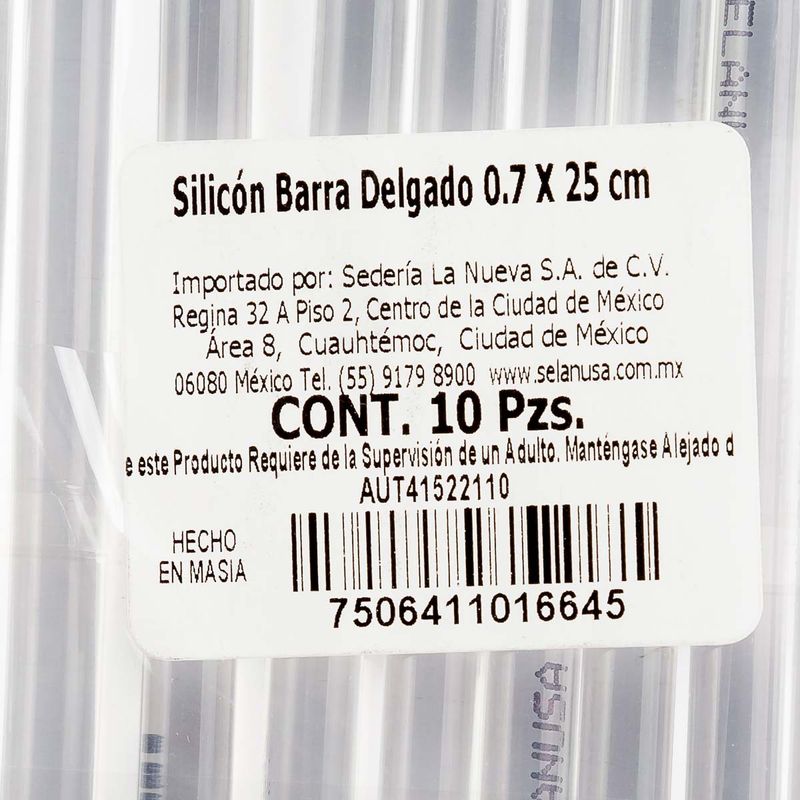 ELANU
Silicón Barra Delgado 0.7 X 25 cm
Importado por: Sedería La Nueva S.A. de C.V.
Regina 32 A Piso 2, Centro de la Ciudad de México
Área 8, Cuauhtémoc, Ciudad de México
06080 México Tel. (55) 9179 8900 www.selanusa.com.mx
CONT. 10 Pzs.
e este Producto Requiere de la Supervisión de un Adulto. Manténgase Alejado d
AUT41522110
HECHO
EN MASIA
7506411016645
ANUSA